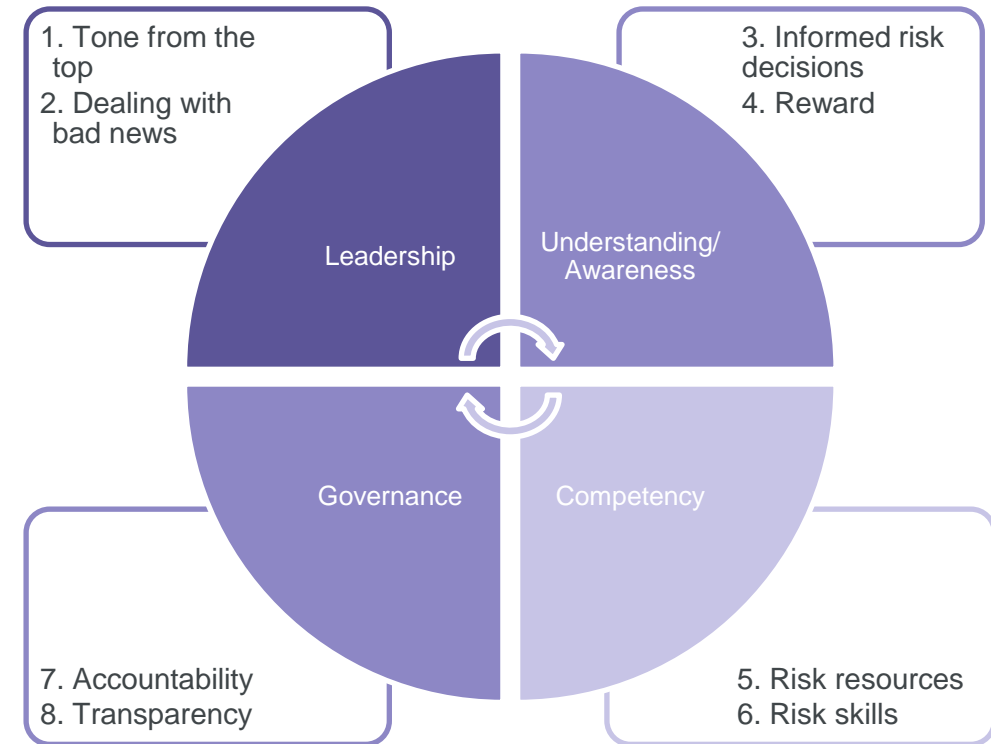 1. Tone from the
top
2. Dealing with
bad news
3. Informed risk
decisions
4. Reward
Leadership
Understanding/
Awareness
Governance
Competency
7. Accountability
8. Transparency
5. Risk resources
6. Risk skills